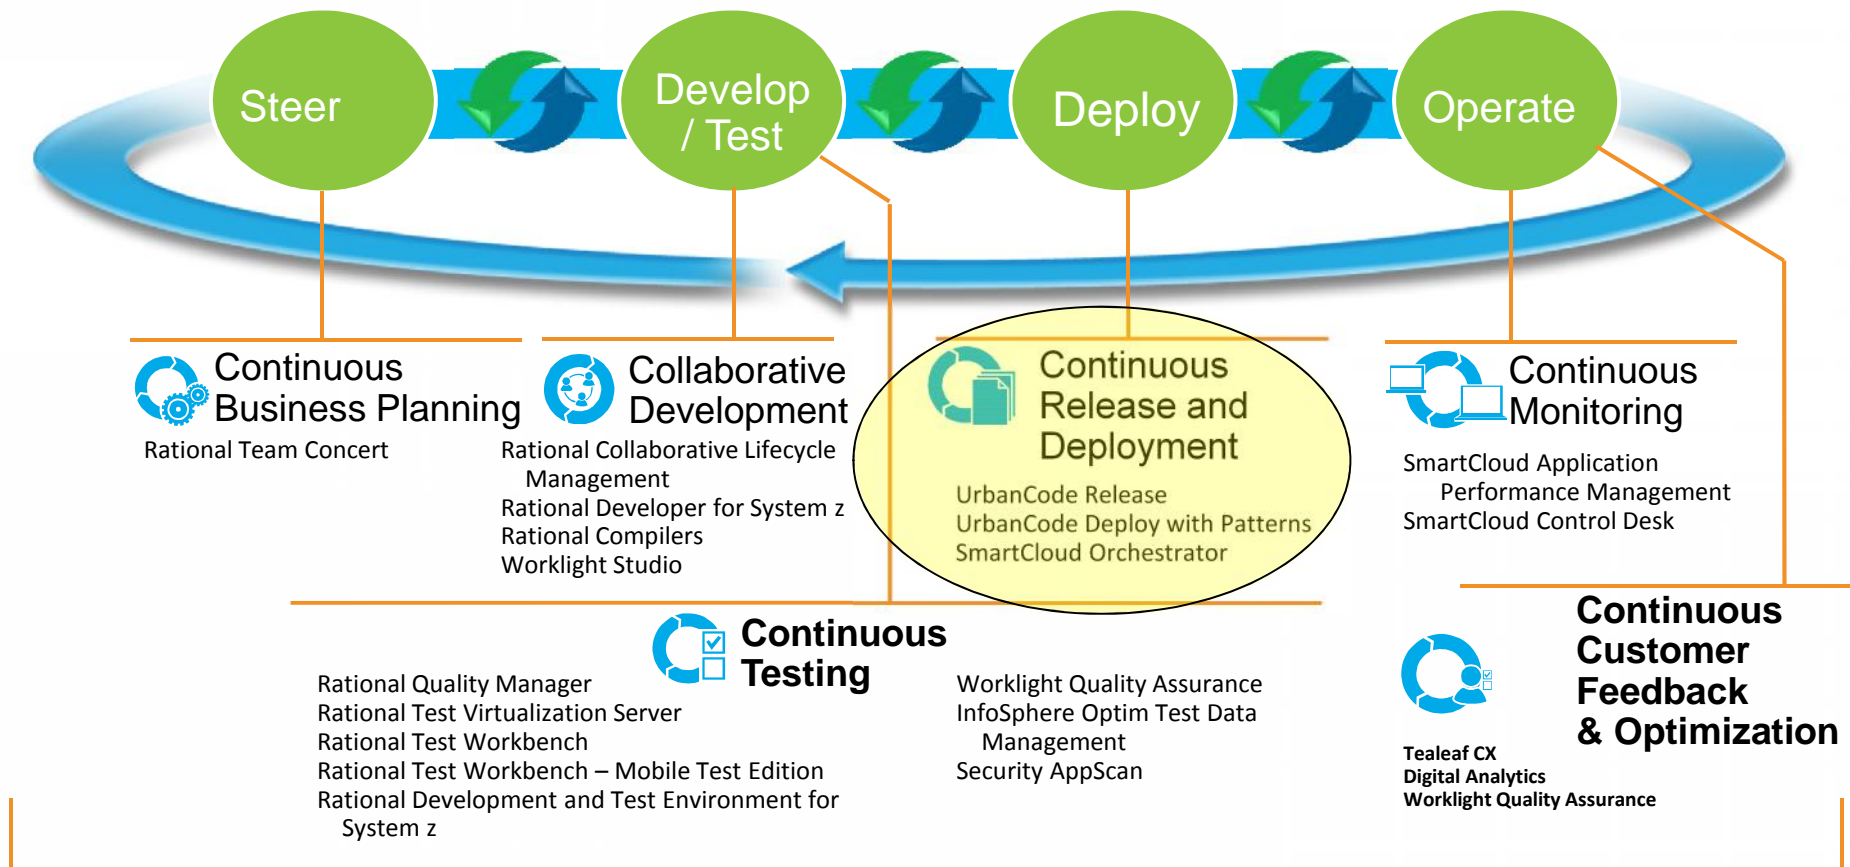 Steer
Develop
/ Test
Deploy
Operate
Continuous
Business Planning
Rational Team Concert
Collaborative
Development
Rational Collaborative Lifecycle
Management
Rational Developer for System z
Rational Compilers
Worklight Studio
Continuous
Release and
Deployment
UrbanCode Release
UrbanCode Deploy with Patterns
SmartCloud Orchestrator
Continuous
Monitoring
SmartCloud Application
Performance Management
SmartCloud Control Desk
Continuous
Testing
Rational Quality Manager
Rational Test Virtualization Server
Rational Test Workbench
Rational Test Workbench – Mobile Test Edition
Rational Development and Test Environment for
System z
Worklight Quality Assurance
InfoSphere Optim Test Data
Management
Security AppScan
Continuous
Customer
Feedback
& Optimization
Tealeaf CX
Digital Analytics
Worklight Quality Assurance